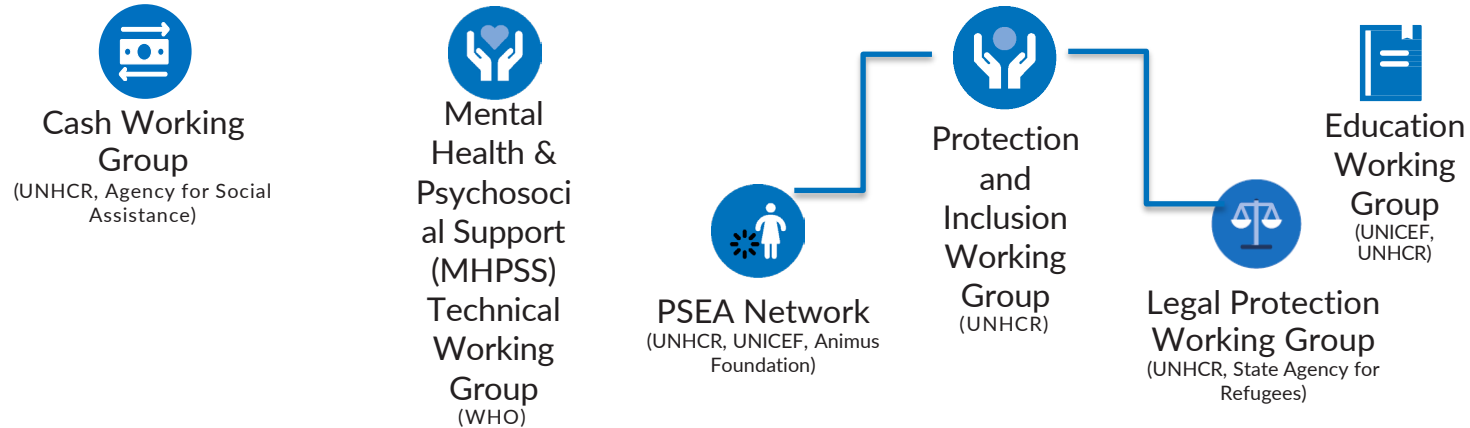 Cash Working
Group
(UNHCR, Agency for Social
Assistance)
Mental
Health &
Psychosoci
al Support
(MHPSS)
Technical
Working
Group
(WHO)
PSEA Network
(UNHCR, UNICEF, Animus
Foundation)
Protection
and
Inclusion
Working
Group
(UNHCR)
Legal Protection
Working Group
(UNHCR, State Agency for
Refugees)
Education
Working
Group
(UNICEF,
UNHCR)